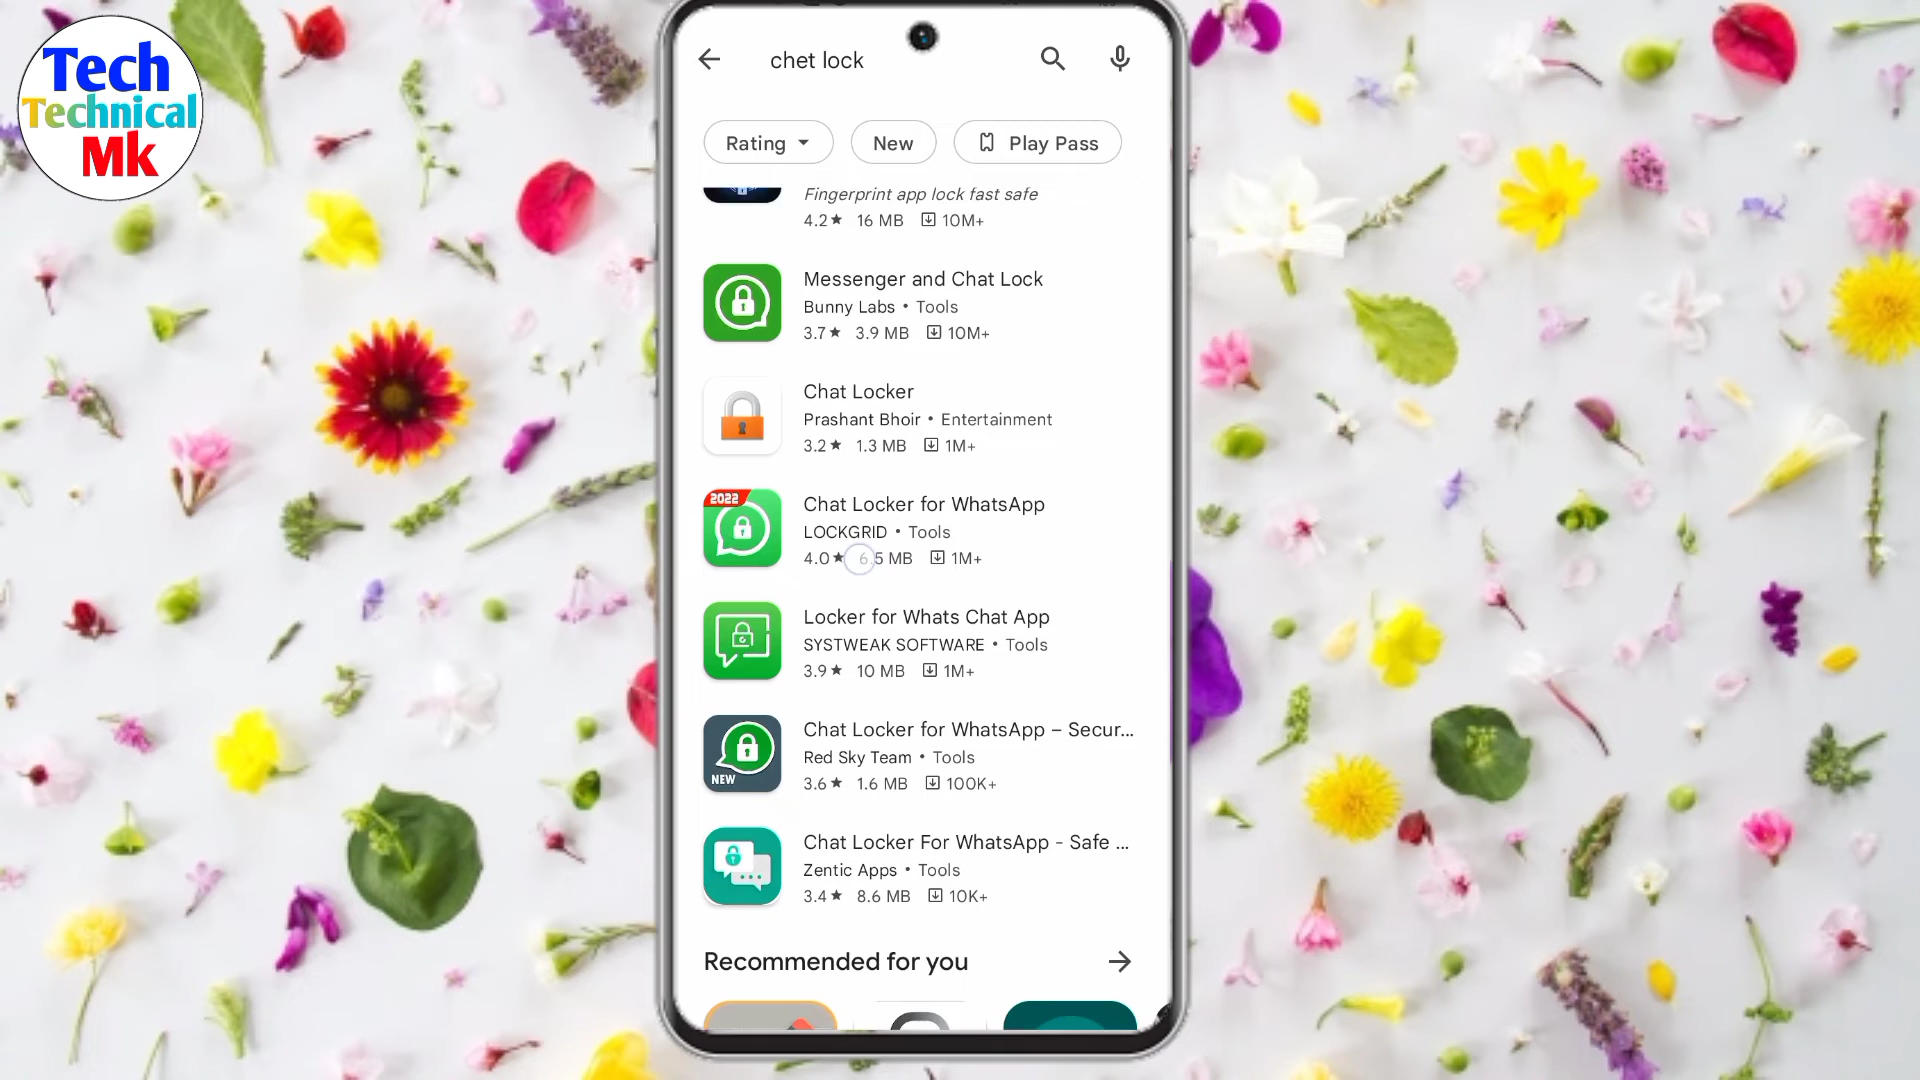 Tech
Technical
Mk
chet lock
Rating
New
Play Pass
Fingerprint app lock fast safe
4.2★ 16 MB 10M+
Messenger and Chat Lock
Bunny Labs • Tools
3.7★ 3.9 MB 10M+
Chat Locker
Prashant Bhoir • Entertainment
3.2★ 1.3 MB 1M+
2022
Chat Locker for WhatsApp
LOCKGRID • Tools
4.0★ 6.5 MB 1M+
Locker for Whats Chat App
SYSTWEAK SOFTWARE • Tools
3.9★ 10 MB 1M+
NEW
Chat Locker for WhatsApp – Secur...
Red Sky Team • Tools
3.6★ 1.6 MB 100K+
Chat Locker For WhatsApp - Safe ...
Zentic Apps • Tools
3.4★ 8.6 MB 10K+
Recommended for you